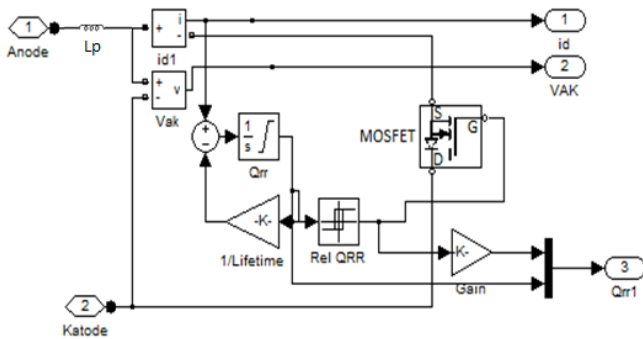 1
Anode
Lp
+
-
i
id1
+
-
v
Vak
1
id
2
VAK
+
-
1
s
Qrr
MOSFET
S
G
D
-K-
1/Lifetime
Rel QRR
K-
Gain
3
Qrr1
2
Katode